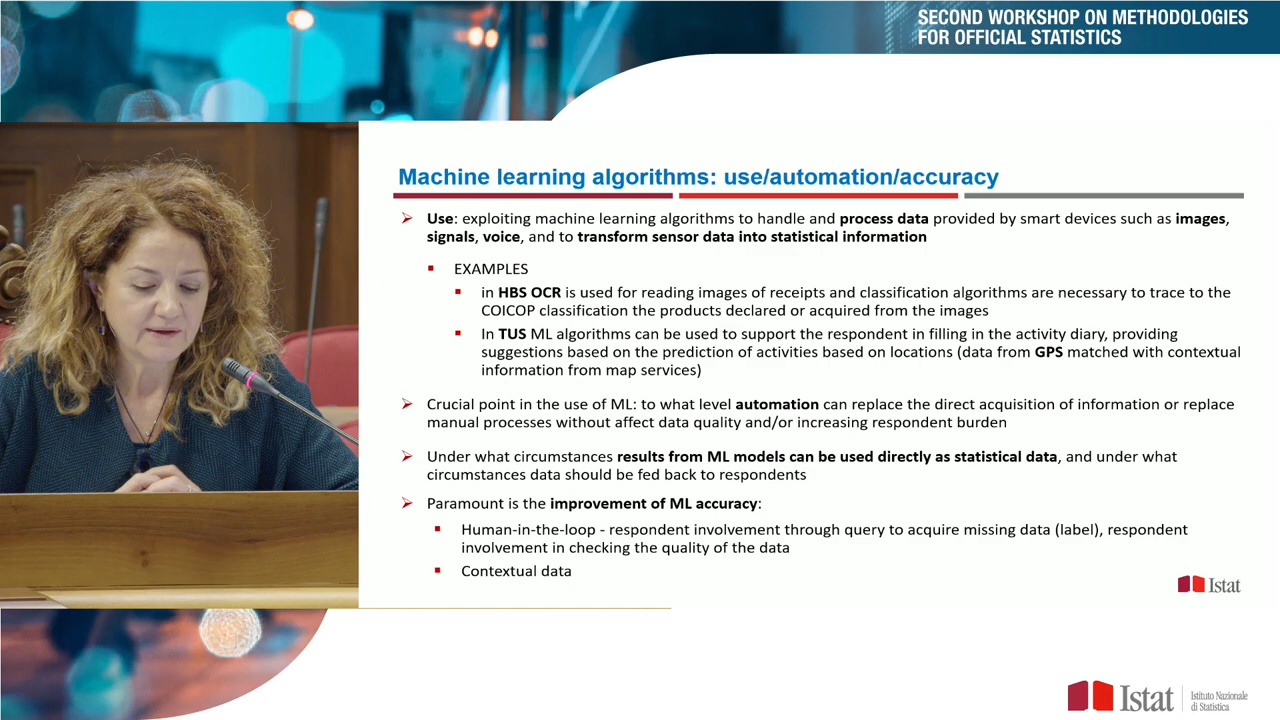 SECOND WORKSHOP ON METHODOLOGIES
FOR OFFICIAL STATISTICS
Machine learning algorithms: use/automation/accuracy
Use: exploiting machine learning algorithms to handle and process data provided by smart devices such as images,
signals, voice, and to transform sensor data into statistical information
EXAMPLES
in HBS OCR is used for reading images of receipts and classification algorithms are necessary to trace to the
COICOP classification the products declared or acquired from the images
In TUS ML algorithms can be used to support the respondent in filling in the activity diary, providing
suggestions based on the prediction of activities based on locations (data from GPS matched with contextual
information from map services)
Crucial point in the use of ML: to what level automation can replace the direct acquisition of information or replace
manual processes without affect data quality and/or increasing respondent burden
Under what circumstances results from ML models can be used directly as statistical data, and under what
circumstances data should be fed back to respondents
Paramount is the improvement of ML accuracy:
Human-in-the-loop - respondent involvement through query to acquire missing data (label), respondent
involvement in checking the quality of the data
Contextual data
Istat
Istat
Istituto Nazionale
di Statistica